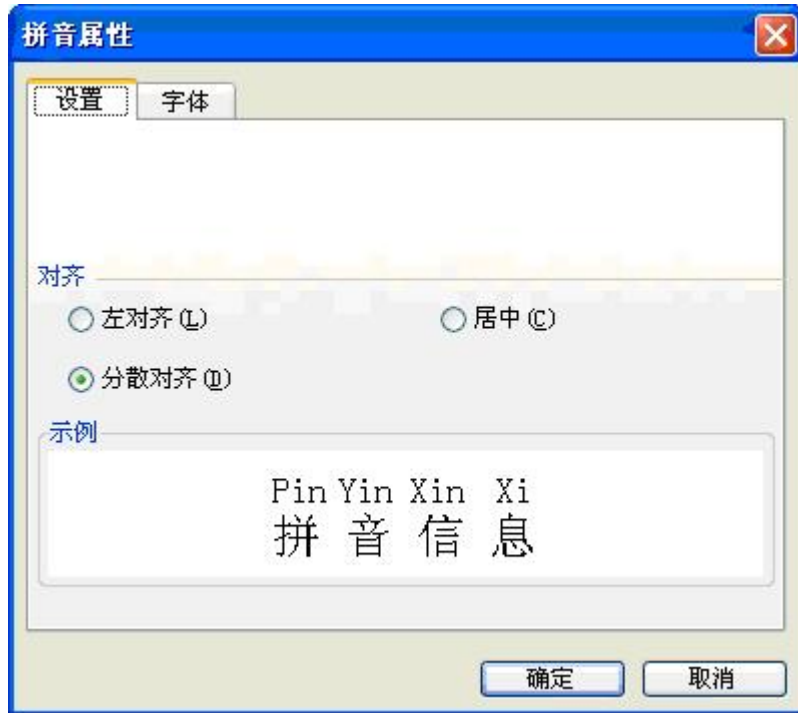 拼音属性
设置 字体
对齐
左对齐(L) 居中(C)
分散对齐(D)
示例
Pin Yin Xin Xi
拼音信息
确定 取消